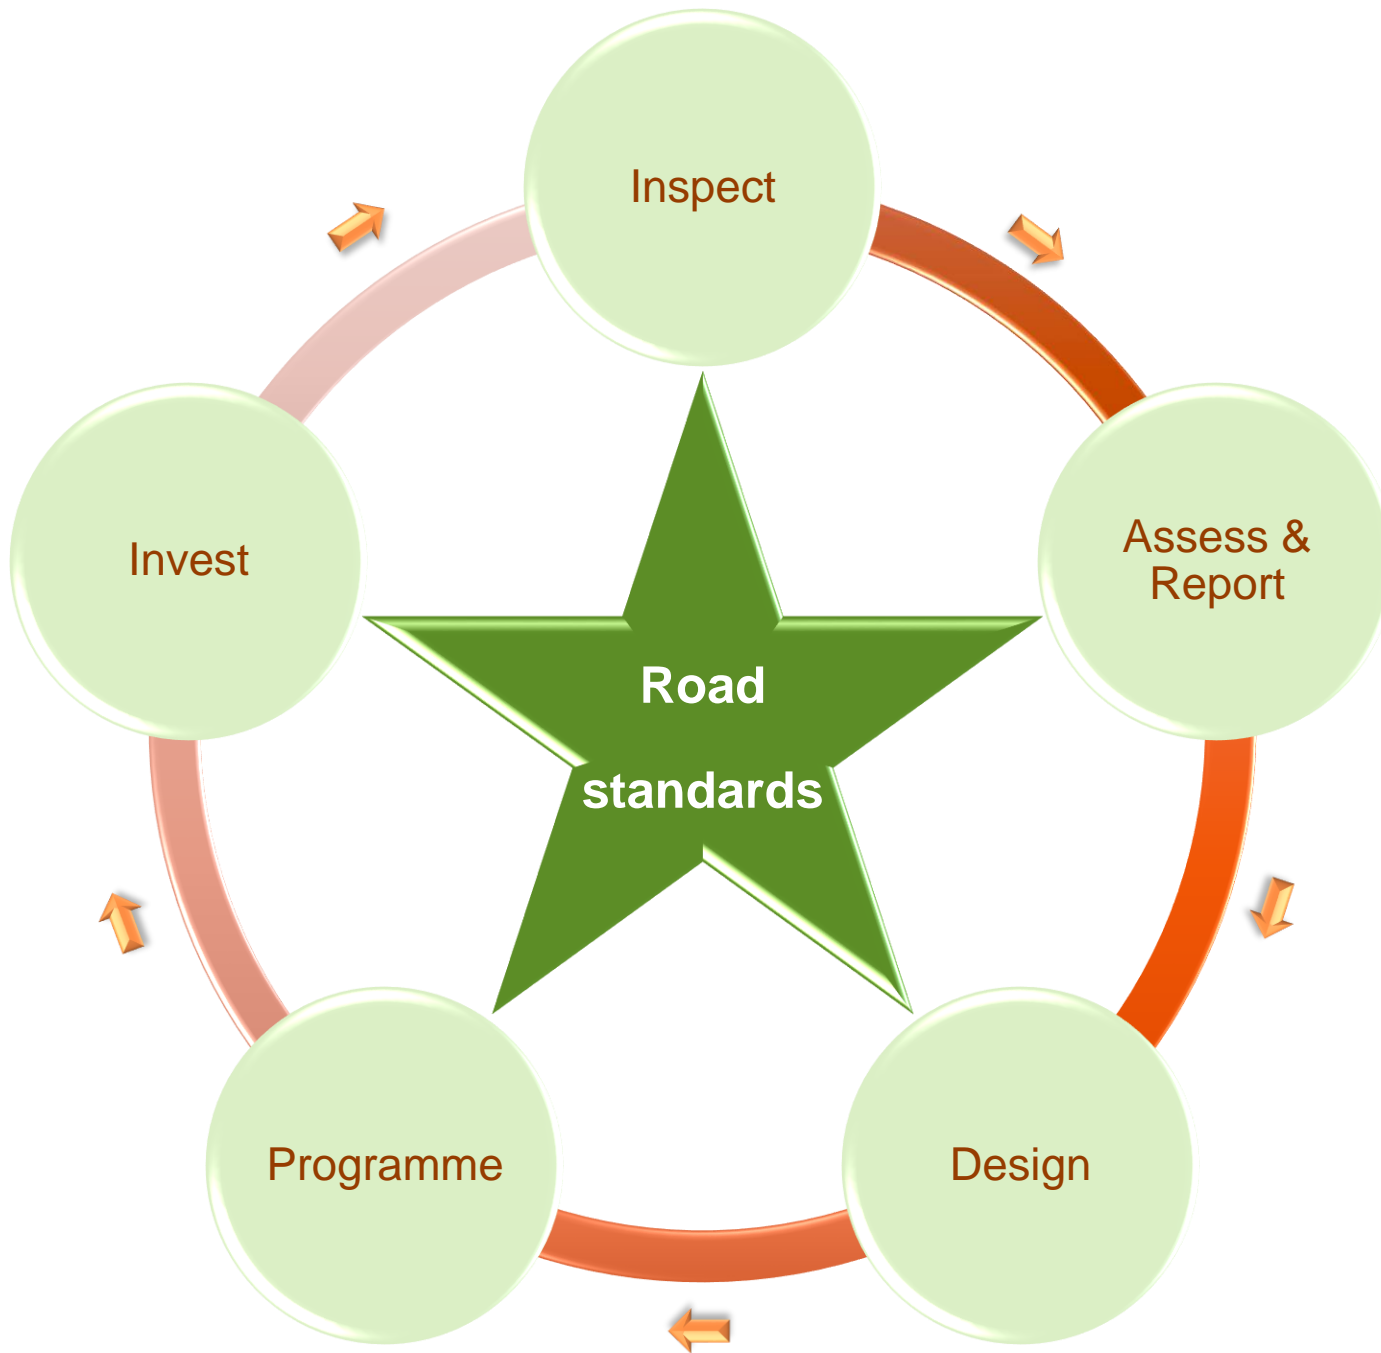 Inspect
Assess &
Report
Design
Programme
Invest
Road
standards